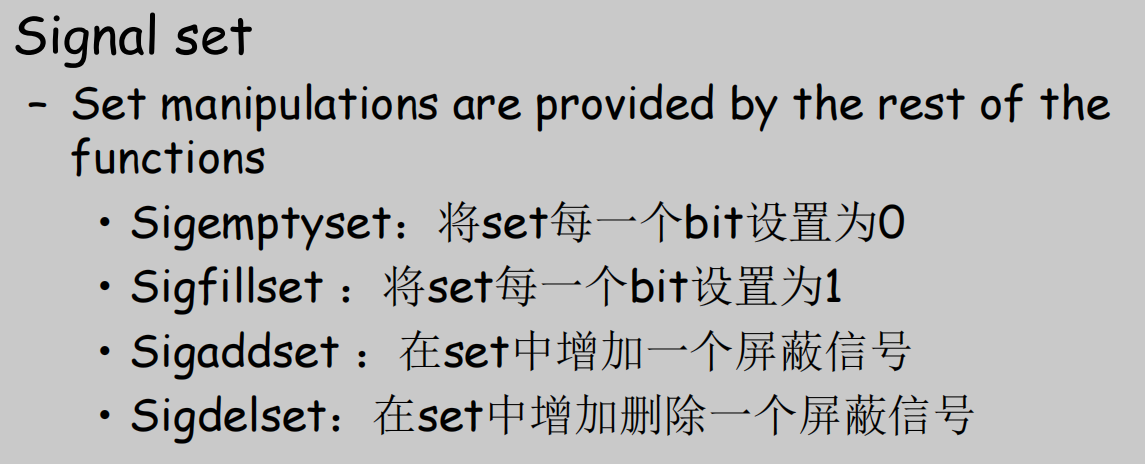 Signal set
– Set manipulations are provided by the rest of the
functions
• Sigemptyset：将set每一个bit设置为0
• Sigfillset ：将set每一个bit设置为1
• Sigaddset ：在set中增加一个屏蔽信号
• Sigdelset：在set中增加删除一个屏蔽信号